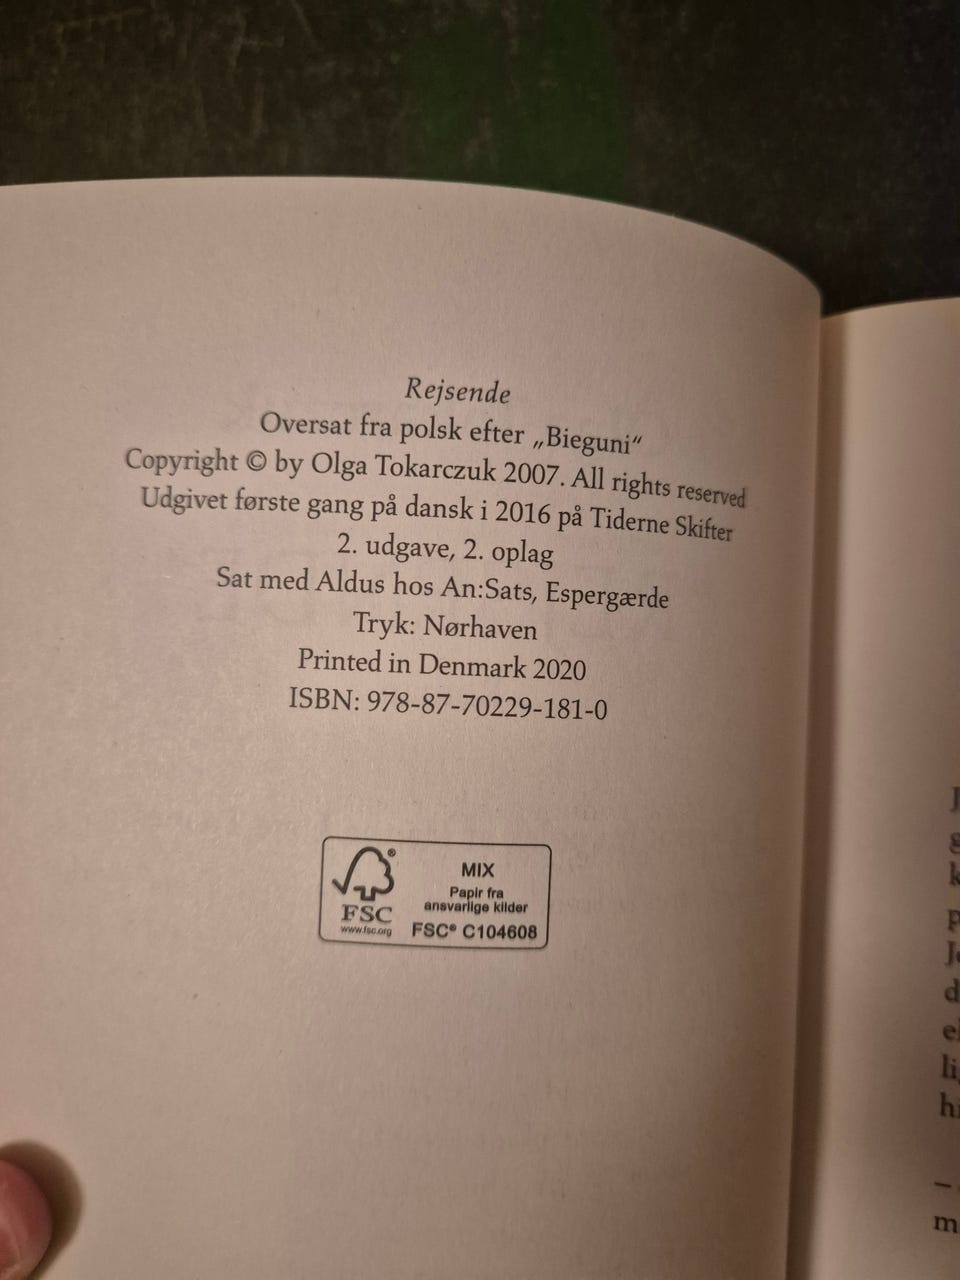 Rejsende
Oversat fra polsk efter „Bieguni“
Copyright © by Olga Tokarczuk 2007. All rights reserved
Udgivet første gang på dansk i 2016 på Tiderne Skifter
2. udgave, 2. oplag
Sat med Aldus hos An:Sats, Espergærde
Tryk: Nørhaven
Printed in Denmark 2020
ISBN: 978-87-70229-181-0
FSC®
www.fsc.org
MIX
Papir fra
ansvarlige kilder
FSC® C104608